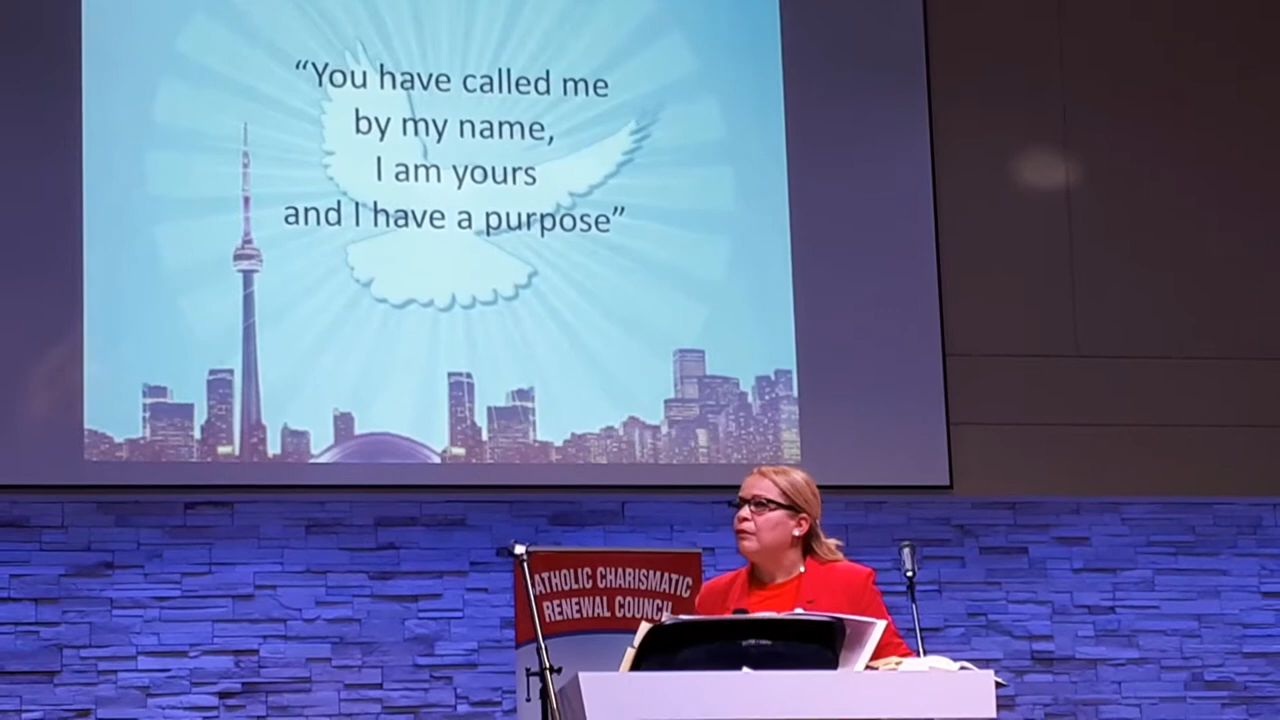 “You have called me
by my name,
I am yours
and I have a purpose”
ATHOLIC CHARISMATIC
RENEWAL COUNCIL